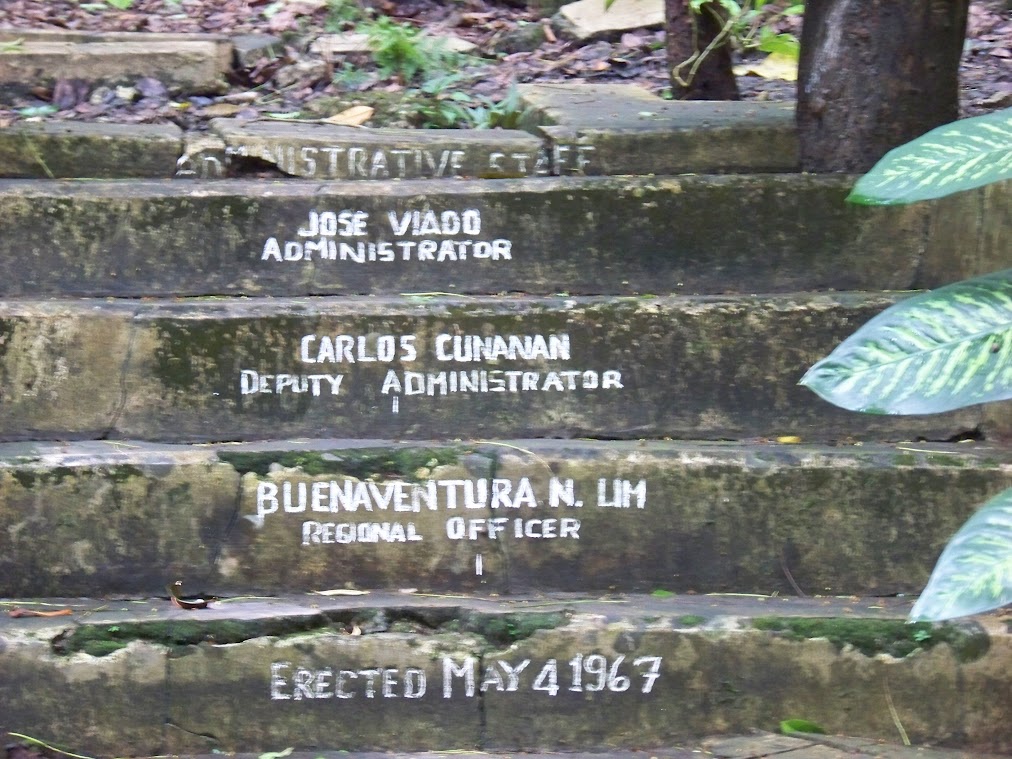 ADMINISTRATIVE STAFF
JOSE VIADO
ADMINISTRATOR
CARLOS CUNANAN
DEPUTY ADMINISTRATOR
BUENAVENTURA N. LIM
REGIONAL OFFICER
ERECTED MAY 4 1967